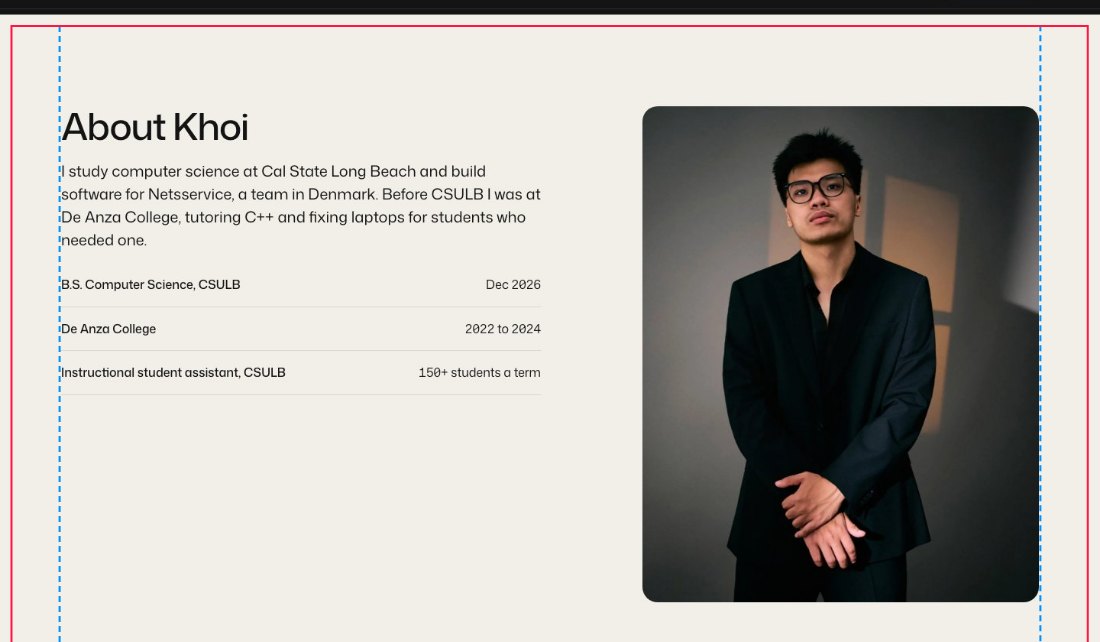 About Khoi
I study computer science at Cal State Long Beach and build
software for Netsservice, a team in Denmark. Before CSULB I was at
De Anza College, tutoring C++ and fixing laptops for students who
needed one.
B.S. Computer Science, CSULB Dec 2026
De Anza College 2022 to 2024
Instructional student assistant, CSULB 150+ students a term